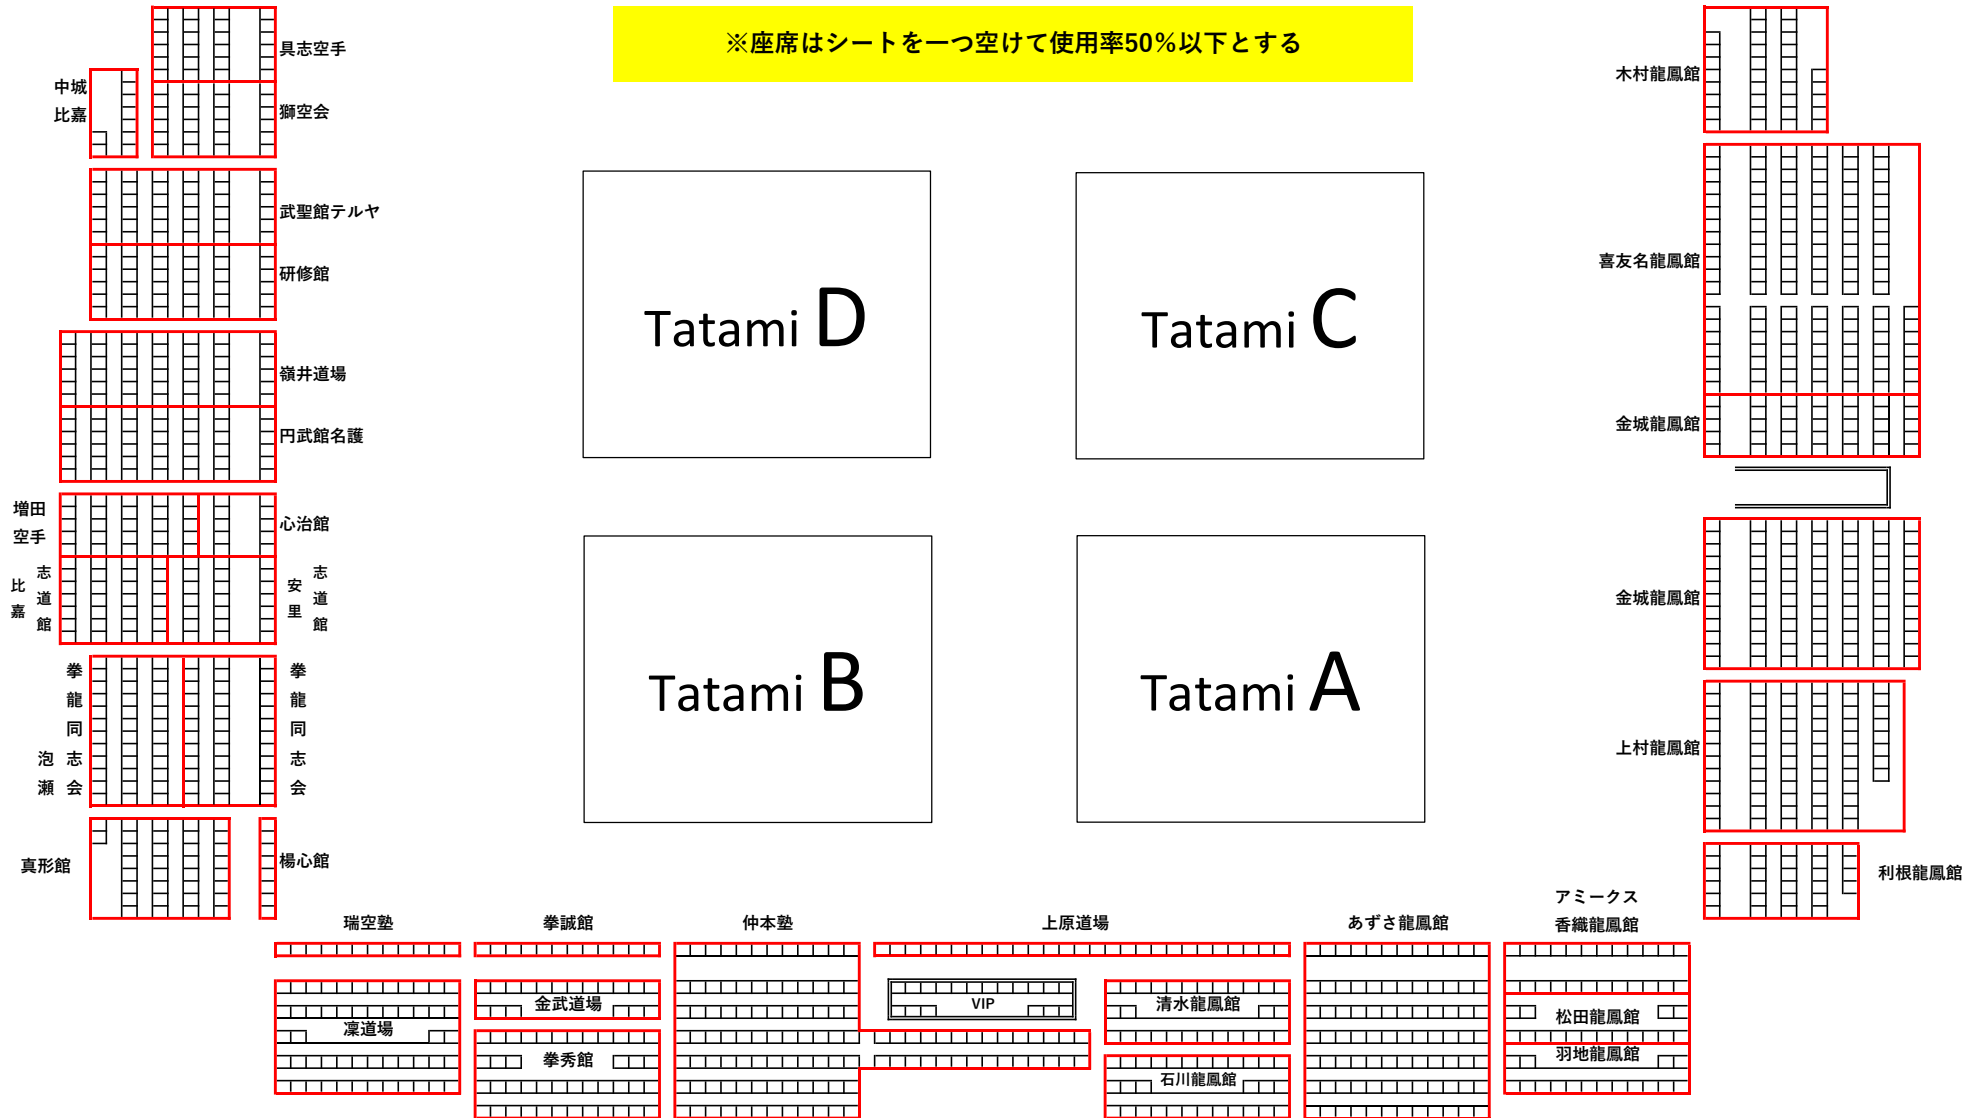 ※座席はシートを一つ空けて使用率50％以下とする
具志空手
中城
比嘉
獅空会
武聖館テルヤ
研修館
嶺井道場
円武館名護
増田
空手
心治館
志道館
比嘉
志道館
安里
拳龍同志会
泡瀬
拳龍同志会
真形館
楊心館
Tatami D
Tatami C
Tatami B
Tatami A
木村龍鳳館
喜友名龍鳳館
金城龍鳳館
金城龍鳳館
上村龍鳳館
利根龍鳳館
瑞空塾
拳誠館
仲本塾
上原道場
あずさ龍鳳館
アミークス
香織龍鳳館
金武道場
VIP
清水龍鳳館
松田龍鳳館
凜道場
拳秀館
羽地龍鳳館
石川龍鳳館